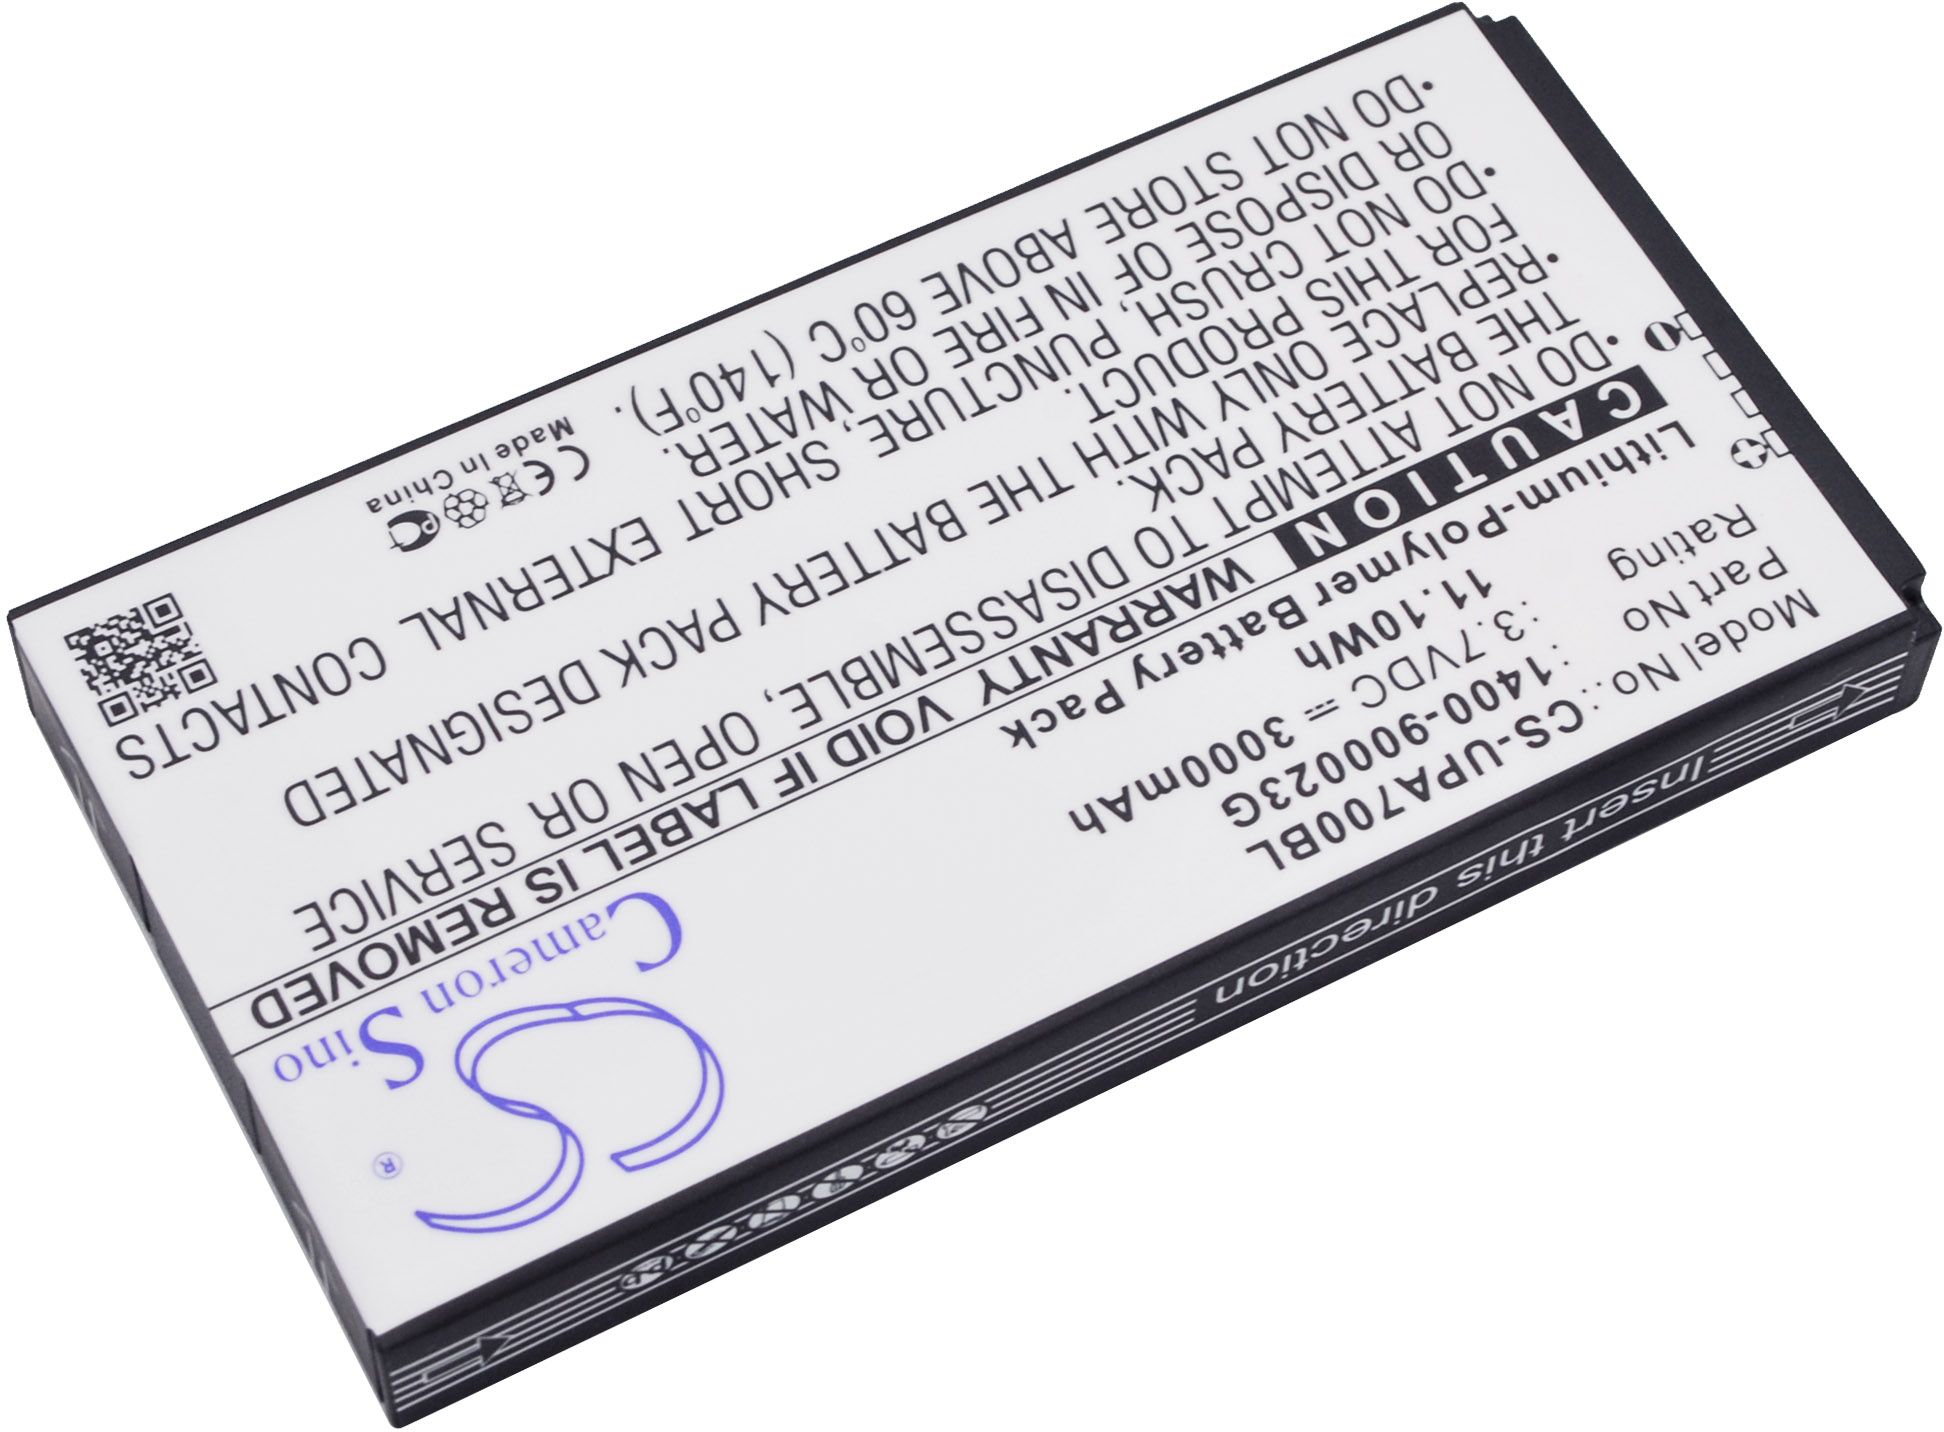 Cameron Sino
®
Model No.: CS-UPA700BL
Part No : 1400-900023G
Rating : 3.7VDC ⎓ 3000mAh
11.10Wh
Lithium-Polymer Battery Pack
CAUTION WARRANTY VOID IF LABEL IS REMOVED
•DO NOT ATTEMPT TO DISASSEMBLE, OPEN OR SERVICE
THE BATTERY PACK.
•REPLACE ONLY WITH THE BATTERY PACK DESIGNATED
FOR THIS PRODUCT.
•DO NOT CRUSH, PUNCTURE, SHORT EXTERNAL CONTACTS
OR DISPOSE OF IN FIRE OR WATER.
•DO NOT STORE ABOVE 60°C (140°F).
CE
Made In China
Insert this direction